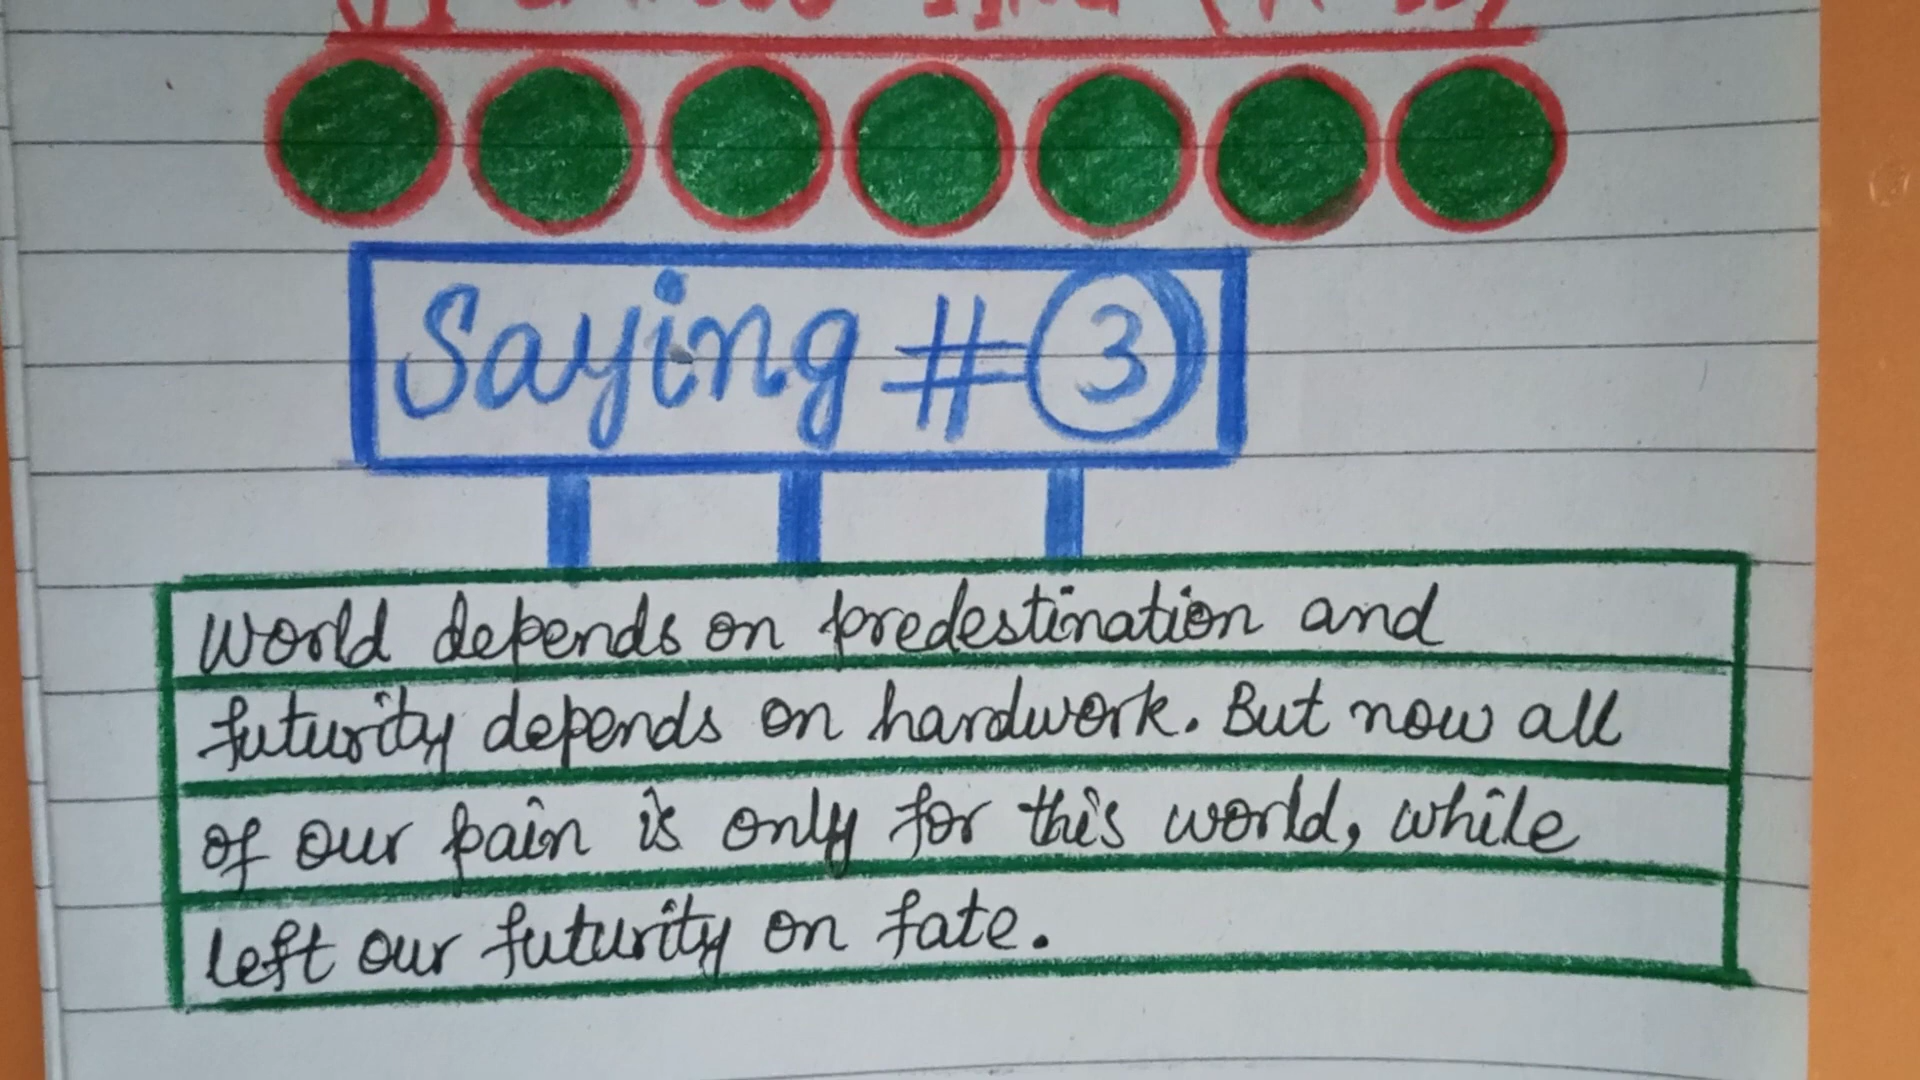 Saying # 3
World depends on predestination and
futurity depends on hardwork. But now all
of our pain is only for this world, while
left our futurity on fate.